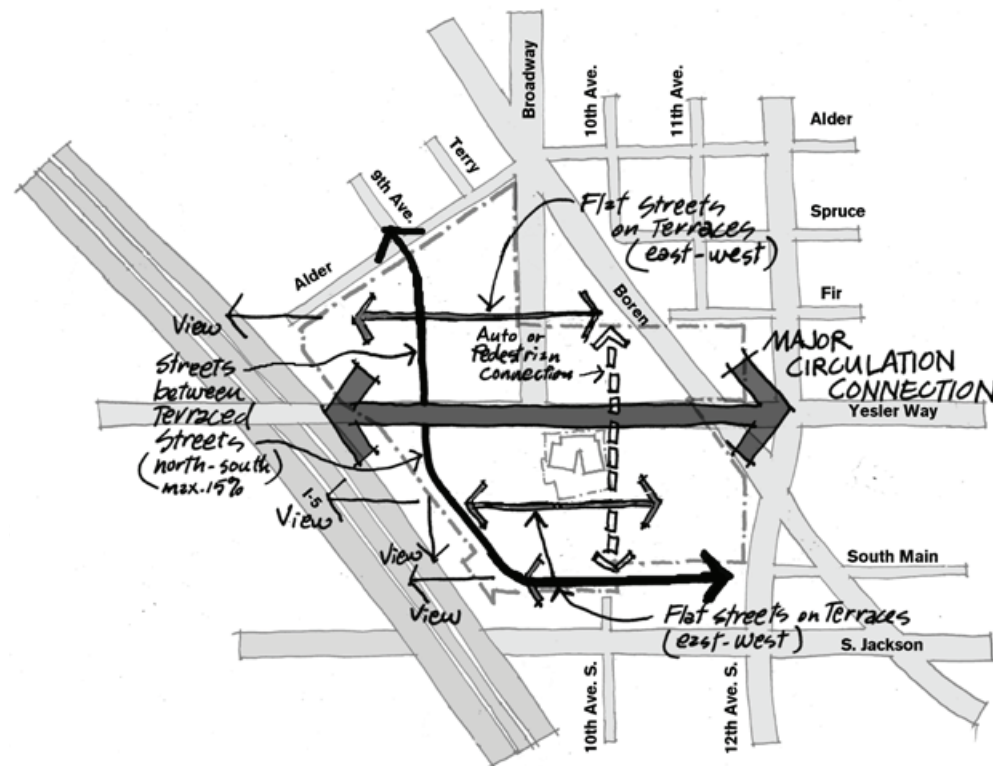 Broadway
10th Ave.
11th Ave.
Alder
Terry
9th Ave.
Flat Streets
on Terraces
(east-west)
Spruce
Alder
Boren
Fir
View
Auto or
Pedestrian
connection
MAJOR
CIRCULATION
CONNECTION
Streets
between
Terraced
Streets
(north-south)
max. 15%
Yesler Way
I-5
View
View
View
South Main
Flat streets on Terraces
(east-west)
S. Jackson
10th Ave. S.
12th Ave. S.